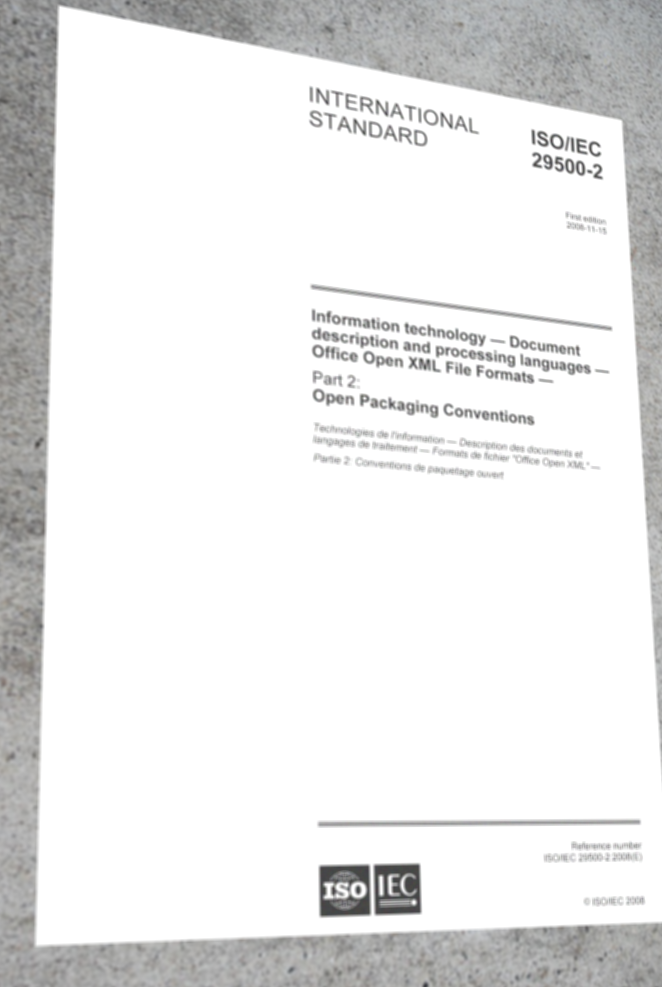 INTERNATIONAL
STANDARD
ISO/IEC
29500-2
First edition
2008-11-15
Information technology — Document
description and processing languages —
Office Open XML File Formats —
Part 2:
Open Packaging Conventions
Technologies de l'information — Description des documents et
langages de traitement — Formats de fichier "Office Open XML" —
Partie 2: Conventions de paquetage ouvert
Reference number
ISO/IEC 29500-2:2008(E)
ISO IEC
© ISO/IEC 2008